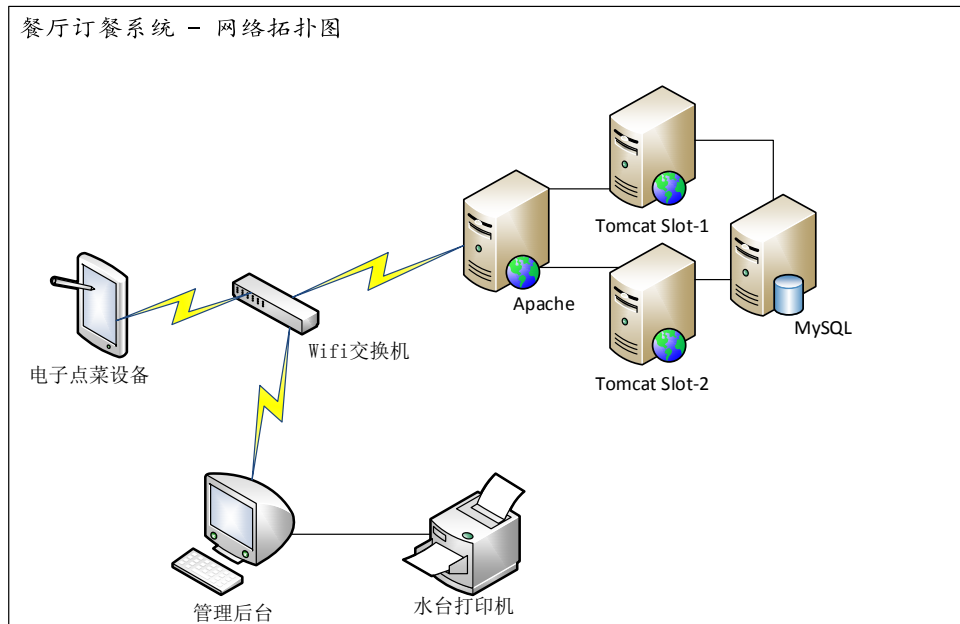 餐厅订餐系统 - 网络拓扑图
Tomcat Slot-1
Apache
MySQL
Wifi交换机
电子点菜设备
Tomcat Slot-2
管理后台
水台打印机